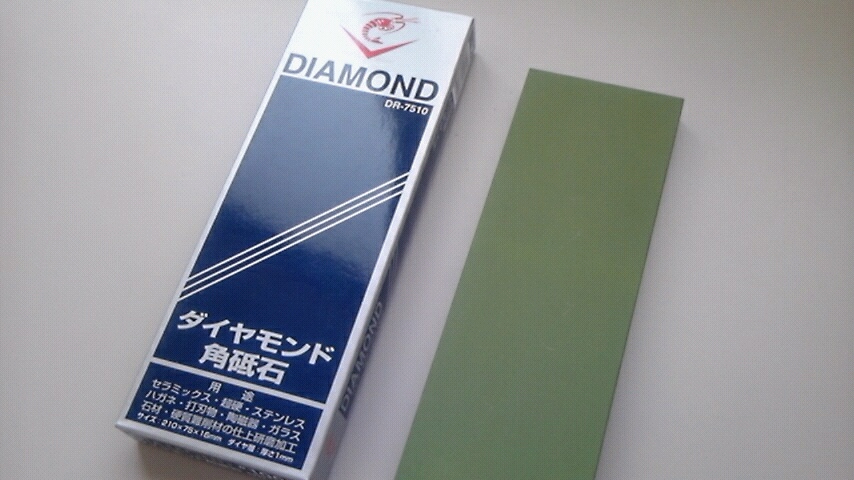 DIAMOND
DR-7510
ダイヤモンド
角砥石
用 途
セラミックス・超硬・ステンレス
ハガネ・打刃物・陶磁器・ガラス
石材・硬質難削材の仕上研磨加工
サイズ:210×75×16mm ダイヤ層:厚さ1mm
DIAMOND